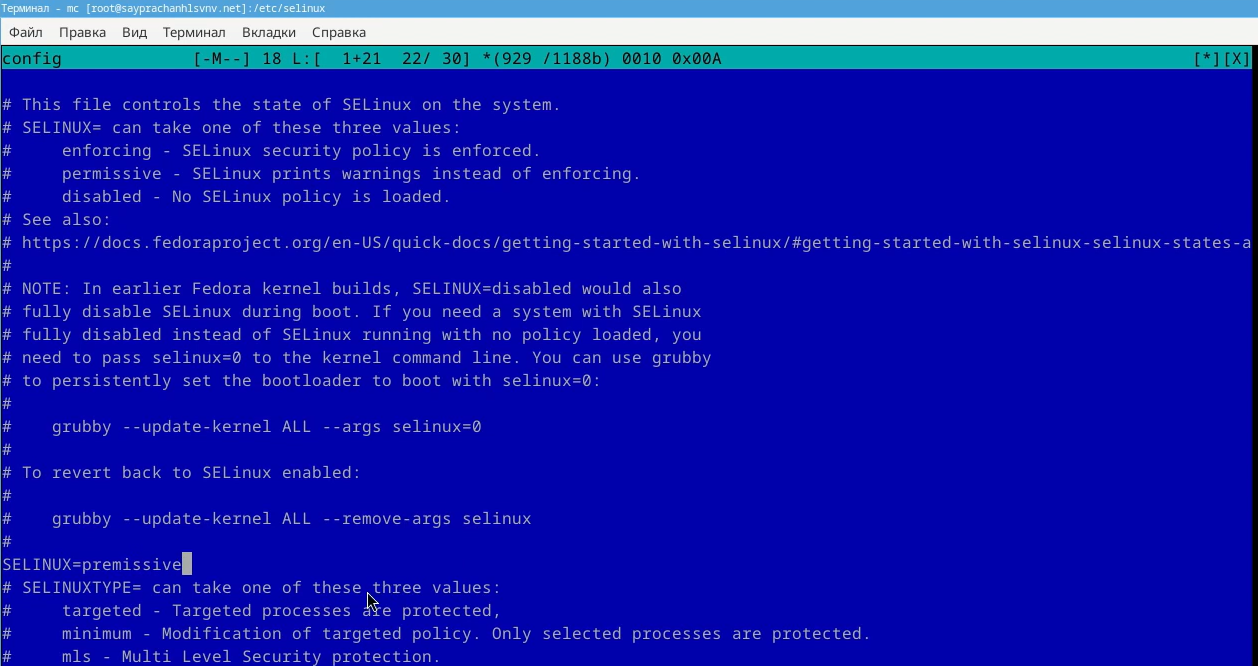 Терминал - mc [root@sayprachanhlsvnv.net]:/etc/selinux
Файл Правка Вид Терминал Вкладки Справка
config [-M--] 18 L:[ 1+21 22/ 30] *(929 /1188b) 0010 0x00A [*][X]
# This file controls the state of SELinux on the system.
# SELINUX= can take one of these three values:
# enforcing - SELinux security policy is enforced.
# permissive - SELinux prints warnings instead of enforcing.
# disabled - No SELinux policy is loaded.
# See also:
# https://docs.fedoraproject.org/en-US/quick-docs/getting-started-with-selinux/#getting-started-with-selinux-selinux-states-a
#
# NOTE: In earlier Fedora kernel builds, SELINUX=disabled would also
# fully disable SELinux during boot. If you need a system with SELinux
# fully disabled instead of SELinux running with no policy loaded, you
# need to pass selinux=0 to the kernel command line. You can use grubby
# to persistently set the bootloader to boot with selinux=0:
#
# grubby --update-kernel ALL --args selinux=0
#
# To revert back to SELinux enabled:
#
# grubby --update-kernel ALL --remove-args selinux
#
SELINUX=premissive
# SELINUXTYPE= can take one of these three values:
# targeted - Targeted processes are protected,
# minimum - Modification of targeted policy. Only selected processes are protected.
# mls - Multi Level Security protection.